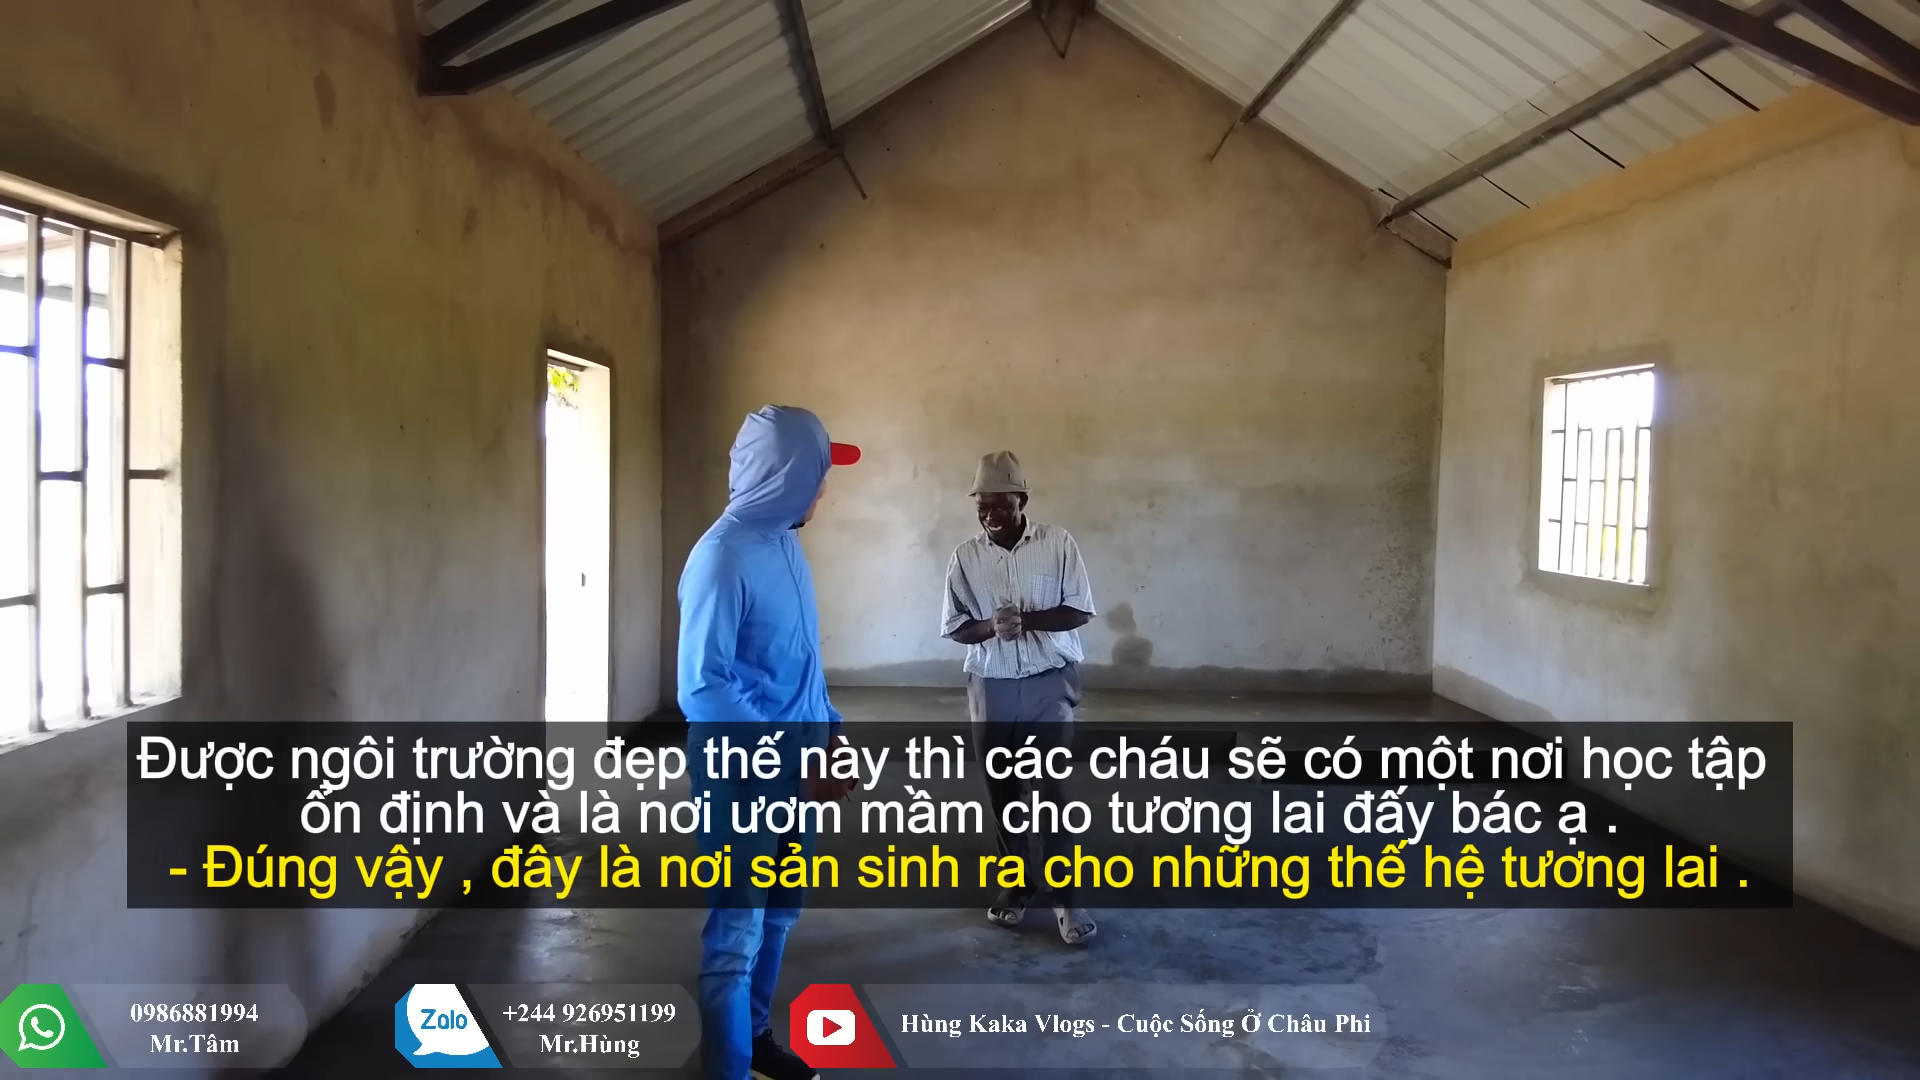 Được ngôi trường đẹp thế này thì các cháu sẽ có một nơi học tập
ổn định và là nơi ươm mầm cho tương lai đấy bác ạ .
- Đúng vậy , đây là nơi sản sinh ra cho những thế hệ tương lai .
0986881994
Mr.Tâm
Zalo
+244 926951199
Mr.Hùng
Hùng Kaka Vlogs - Cuộc Sống Ở Châu Phi